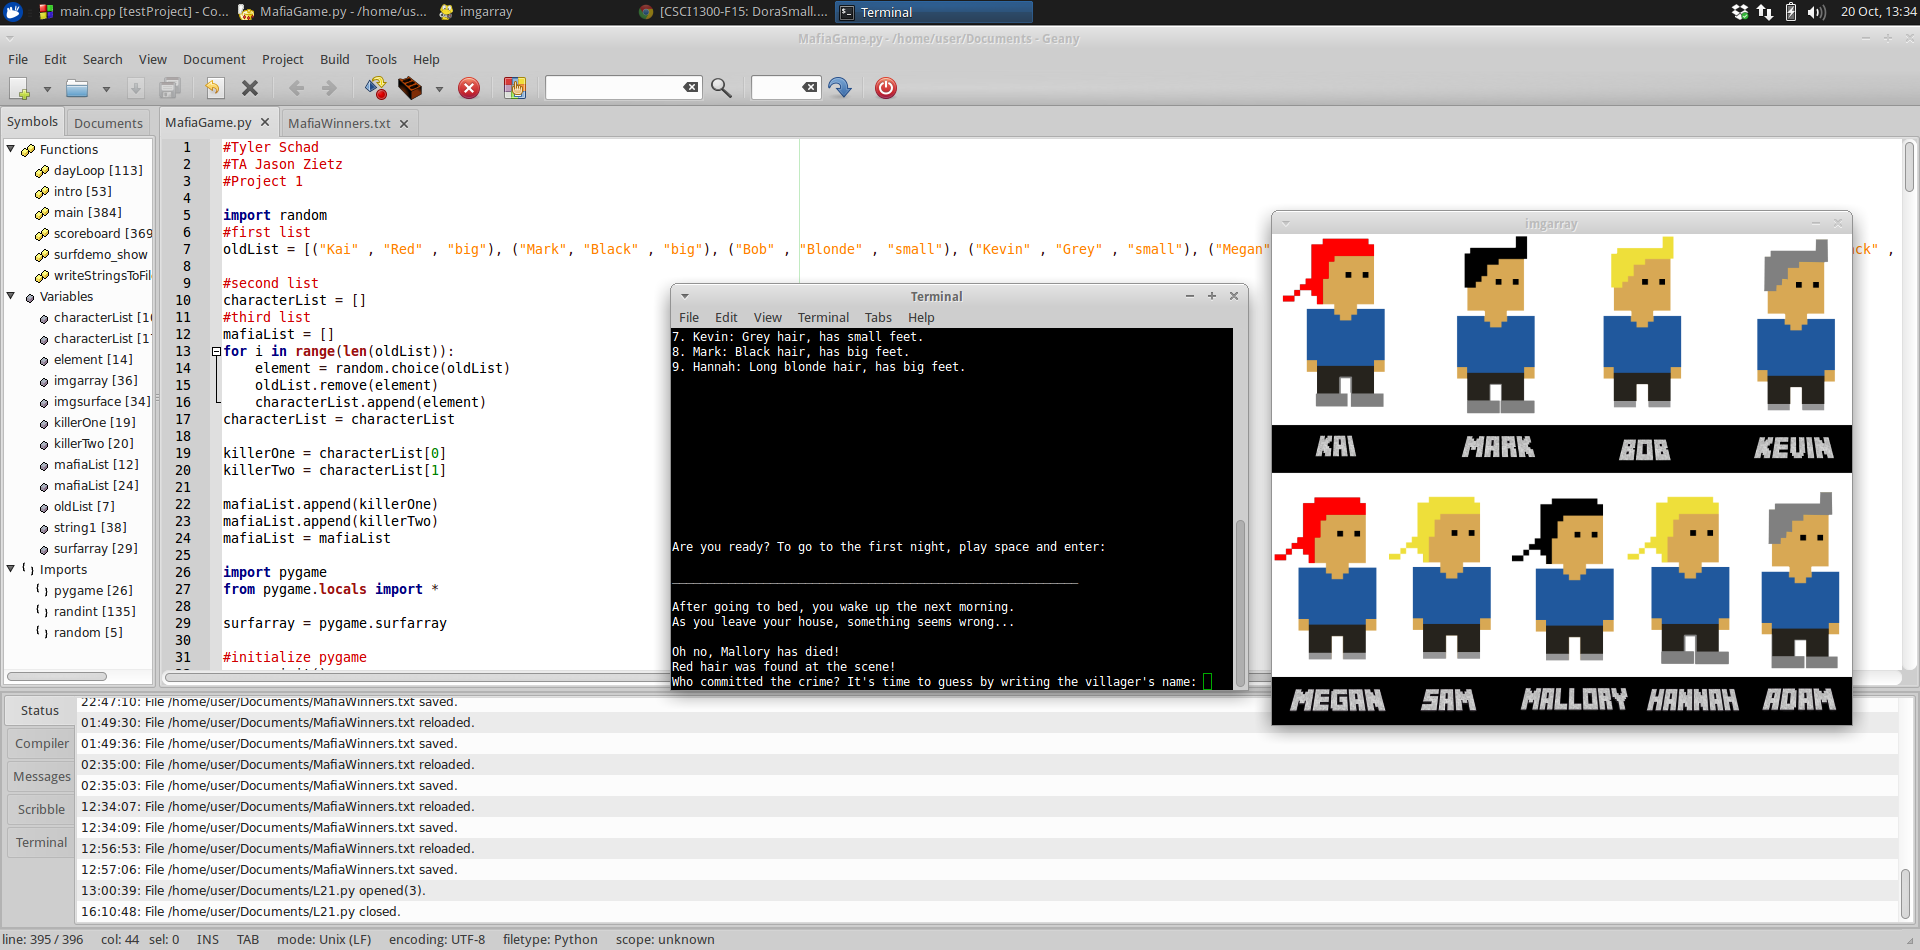 main.cpp [testProject] - Co...
MafiaGame.py - /home/us...
imgarray
[CSCI1300-F15: DoraSmall....
Terminal
20 Oct, 13:34
MafiaGame.py - /home/user/Documents - Geany
File Edit Search View Document Project Build Tools Help
Symbols Documents
Functions
dayLoop [113]
intro [53]
main [384]
scoreboard [369
surfdemo_show
writeStringsToFil
Variables
characterList [1
characterList [1
element [14]
imgarray [36]
imgsurface [34]
killerOne [19]
killerTwo [20]
mafiaList [12]
mafiaList [24]
oldList [7]
string1 [38]
surfarray [29]
Imports
pygame [26]
randint [135]
random [5]
MafiaGame.py MafiaWinners.txt
1 #Tyler Schad
2 #TA Jason Zietz
3 #Project 1
4
5 import random
6 #first list
7 oldList = [("Kai" , "Red" , "big"), ("Mark", "Black" , "big"), ("Bob" , "Blonde" , "small"), ("Kevin" , "Grey" , "small"), ("Megan" ck" ,
8
9 #second list
10 characterList = []
11 #third list
12 mafiaList = []
13 for i in range(len(oldList)):
14 element = random.choice(oldList)
15 oldList.remove(element)
16 characterList.append(element)
17 characterList = characterList
18
19 killerOne = characterList[0]
20 killerTwo = characterList[1]
21
22 mafiaList.append(killerOne)
23 mafiaList.append(killerTwo)
24 mafiaList = mafiaList
25
26 import pygame
27 from pygame.locals import *
28
29 surfarray = pygame.surfarray
30
31 #initialize pygame
Terminal
File Edit View Terminal Tabs Help
7. Kevin: Grey hair, has small feet.
8. Mark: Black hair, has big feet.
9. Hannah: Long blonde hair, has big feet.
Are you ready? To go to the first night, play space and enter:
After going to bed, you wake up the next morning.
As you leave your house, something seems wrong...
Oh no, Mallory has died!
Red hair was found at the scene!
Who committed the crime? It's time to guess by writing the villager's name:
imgarray
KAI MARK BOB KEVIN
MEGAN SAM MALLORY HANNAH ADAM
Status
Compiler
Messages
Scribble
Terminal
22:47:10: File /home/user/Documents/MafiaWinners.txt saved.
01:49:30: File /home/user/Documents/MafiaWinners.txt reloaded.
01:49:36: File /home/user/Documents/MafiaWinners.txt saved.
02:35:00: File /home/user/Documents/MafiaWinners.txt reloaded.
02:35:03: File /home/user/Documents/MafiaWinners.txt saved.
12:34:07: File /home/user/Documents/MafiaWinners.txt reloaded.
12:34:09: File /home/user/Documents/MafiaWinners.txt saved.
12:56:53: File /home/user/Documents/MafiaWinners.txt reloaded.
12:57:06: File /home/user/Documents/MafiaWinners.txt saved.
13:00:39: File /home/user/Documents/L21.py opened(3).
16:10:48: File /home/user/Documents/L21.py closed.
line: 395 / 396 col: 44 sel: 0 INS TAB mode: Unix (LF) encoding: UTF-8 filetype: Python scope: unknown